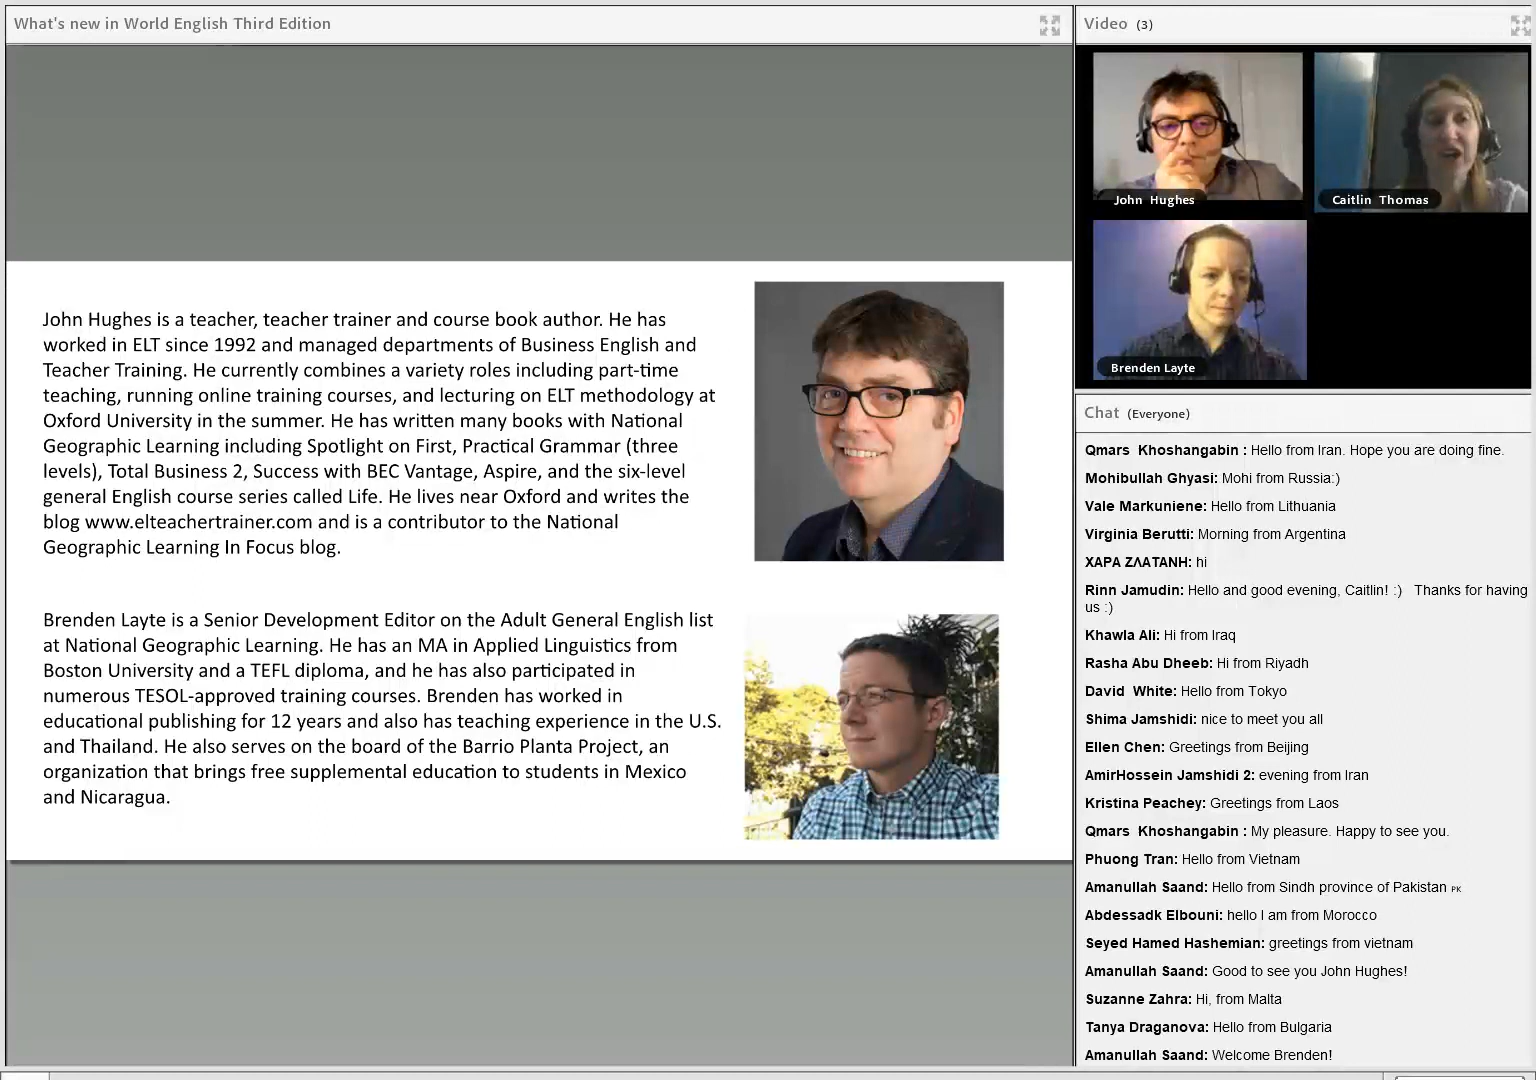 What's new in World English Third Edition
John Hughes is a teacher, teacher trainer and course book author. He has
worked in ELT since 1992 and managed departments of Business English and
Teacher Training. He currently combines a variety roles including part-time
teaching, running online training courses, and lecturing on ELT methodology at
Oxford University in the summer. He has written many books with National
Geographic Learning including Spotlight on First, Practical Grammar (three
levels), Total Business 2, Success with BEC Vantage, Aspire, and the six-level
general English course series called Life. He lives near Oxford and writes the
blog www.elteachertrainer.com and is a contributor to the National
Geographic Learning In Focus blog.
Brenden Layte is a Senior Development Editor on the Adult General English list
at National Geographic Learning. He has an MA in Applied Linguistics from
Boston University and a TEFL diploma, and he has also participated in
numerous TESOL-approved training courses. Brenden has worked in
educational publishing for 12 years and also has teaching experience in the U.S.
and Thailand. He also serves on the board of the Barrio Planta Project, an
organization that brings free supplemental education to students in Mexico
and Nicaragua.
Video (3)
John Hughes
Caitlin Thomas
Brenden Layte
Chat (Everyone)
Qmars Khoshangabin : Hello from Iran. Hope you are doing fine.
Mohibullah Ghyasi: Mohi from Russia:)
Vale Markuniene: Hello from Lithuania
Virginia Berutti: Morning from Argentina
ΧΑΡΑ ΖΛΑΤΑΝΗ: hi
Rinn Jamudin: Hello and good evening, Caitlin! :) Thanks for having
us :)
Khawla Ali: Hi from Iraq
Rasha Abu Dheeb: Hi from Riyadh
David White: Hello from Tokyo
Shima Jamshidi: nice to meet you all
Ellen Chen: Greetings from Beijing
AmirHossein Jamshidi 2: evening from Iran
Kristina Peachey: Greetings from Laos
Qmars Khoshangabin : My pleasure. Happy to see you.
Phuong Tran: Hello from Vietnam
Amanullah Saand: Hello from Sindh province of Pakistan PK
Abdessadk Elbouni: hello I am from Morocco
Seyed Hamed Hashemian: greetings from vietnam
Amanullah Saand: Good to see you John Hughes!
Suzanne Zahra: Hi, from Malta
Tanya Draganova: Hello from Bulgaria
Amanullah Saand: Welcome Brenden!